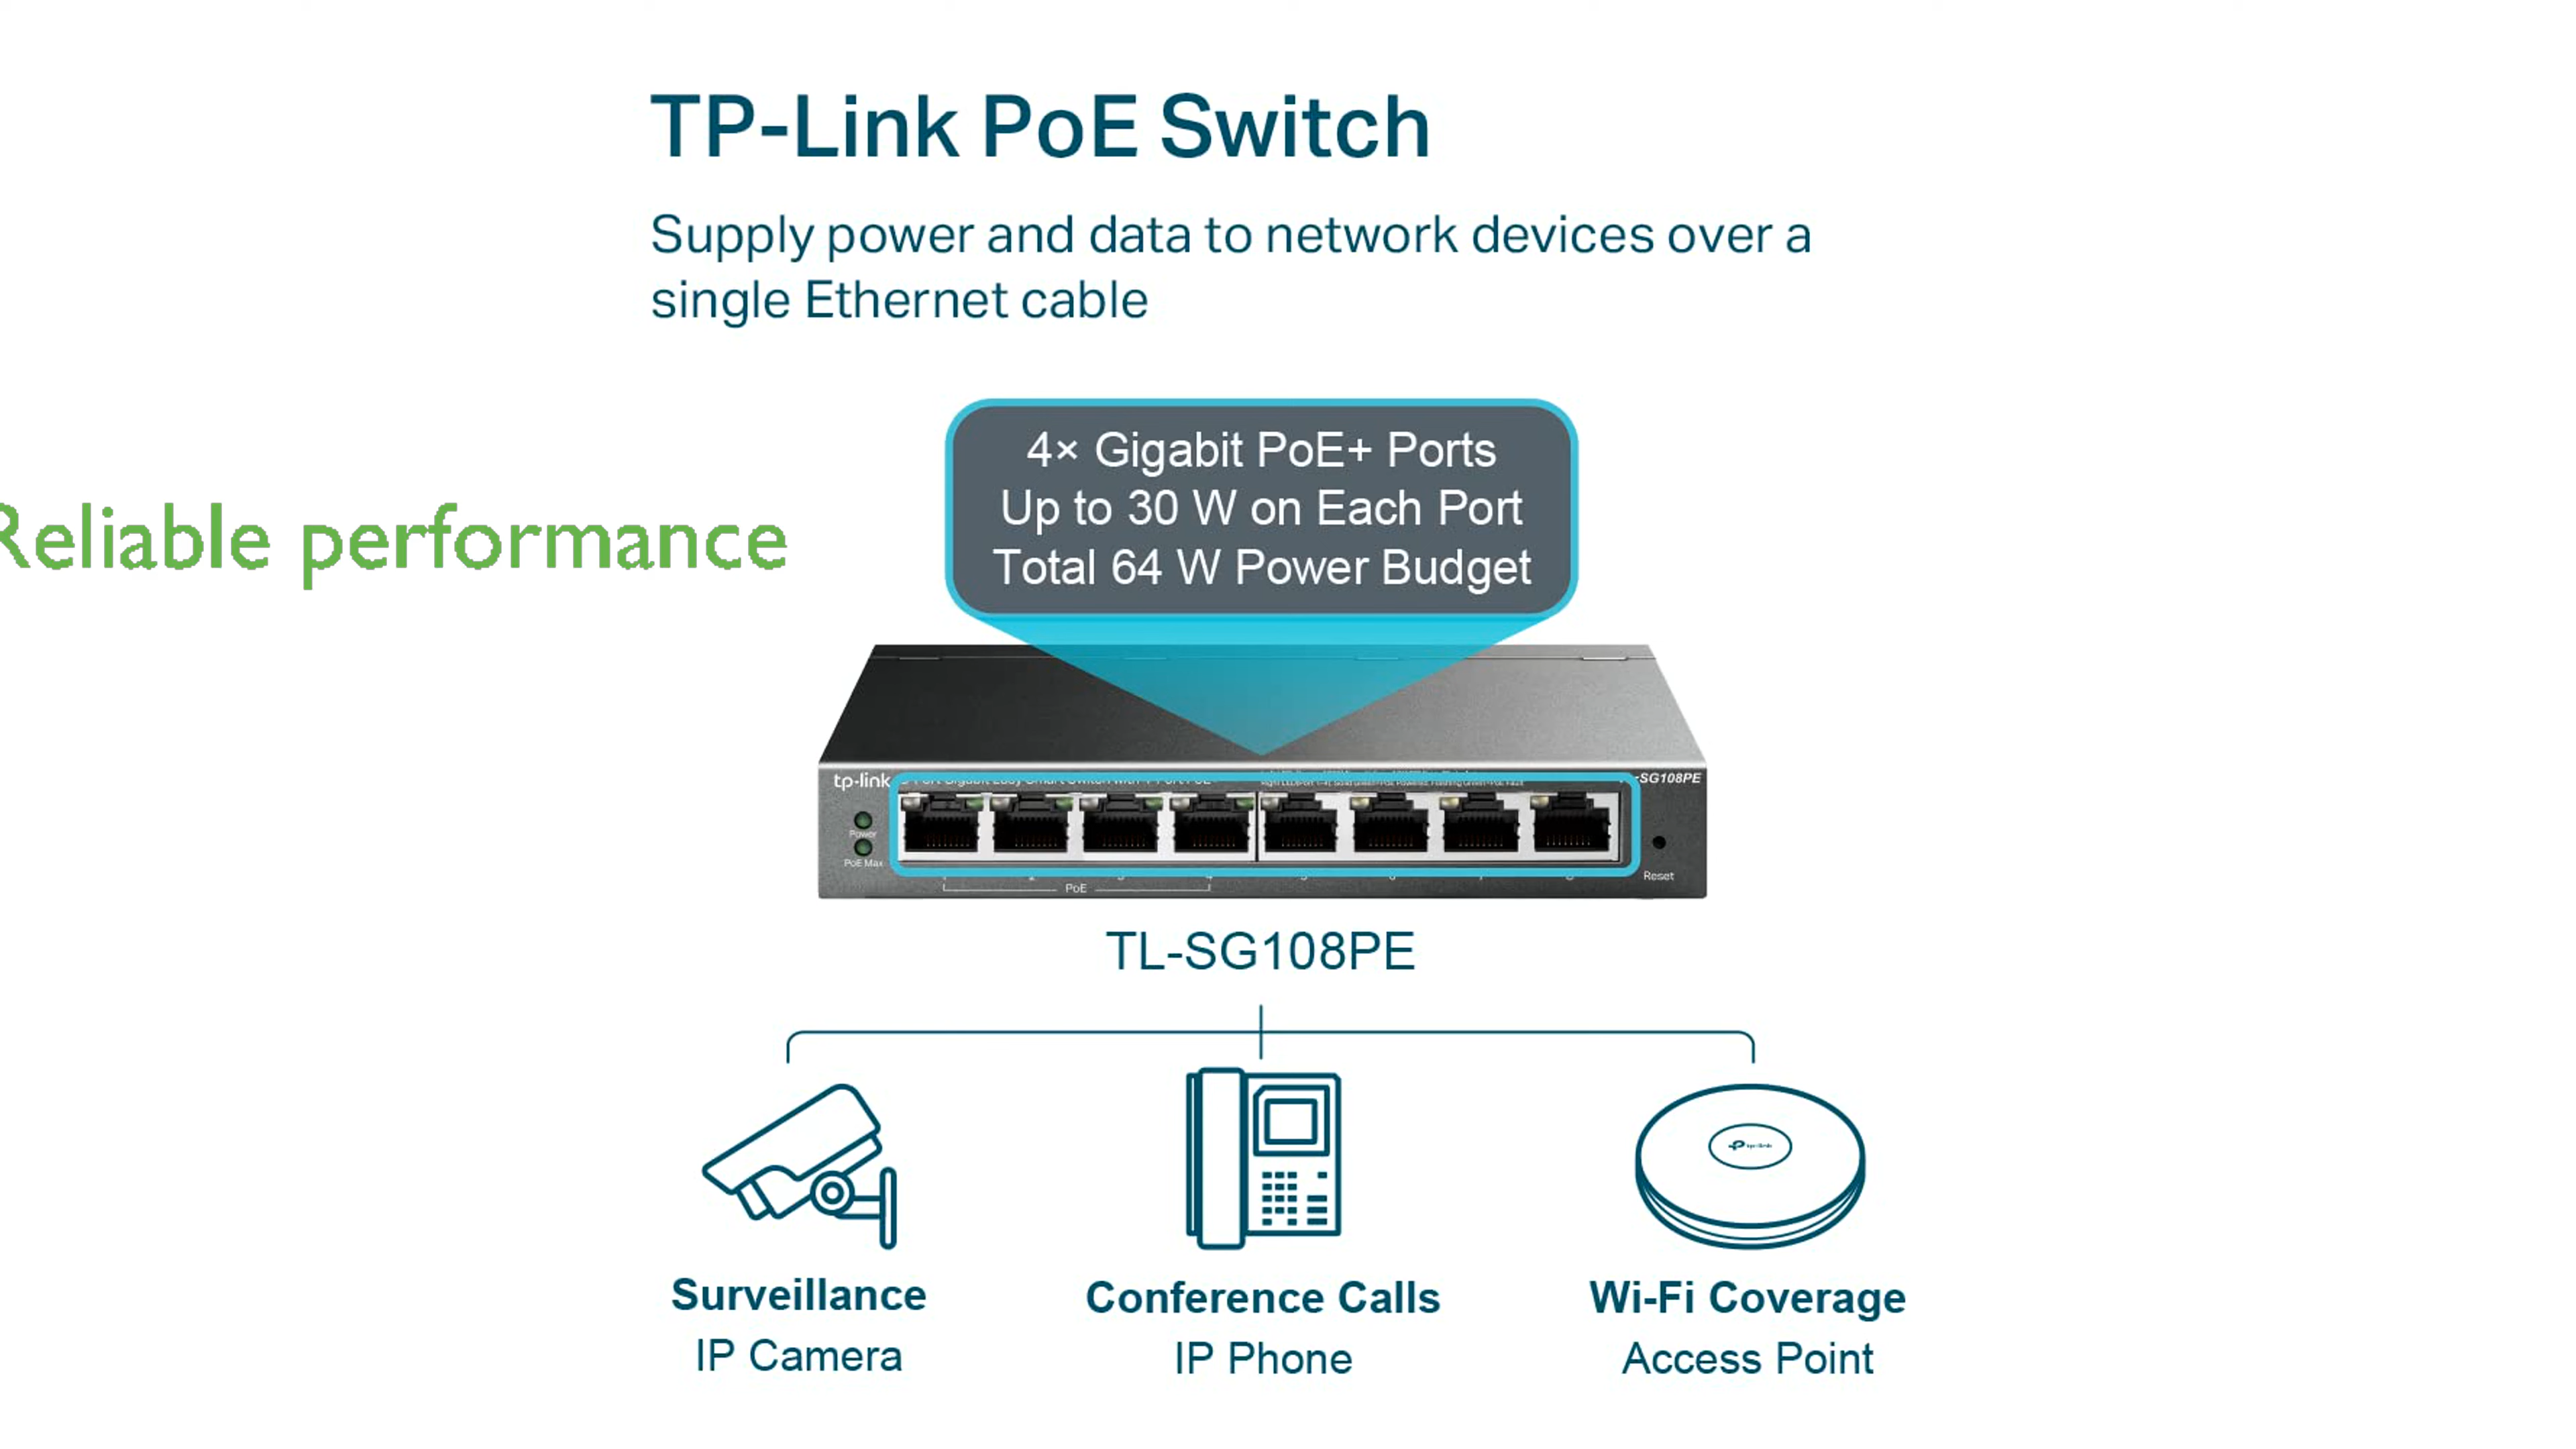 TP-Link PoE Switch
Supply power and data to network devices over a
single Ethernet cable
4× Gigabit PoE+ Ports
Up to 30 W on Each Port
Total 64 W Power Budget
Reliable performance
tp-link
-SG108PE
Power
PoE Max
PoE
Reset
TL-SG108PE
tp-link
Surveillance
IP Camera
Conference Calls
IP Phone
Wi-Fi Coverage
Access Point